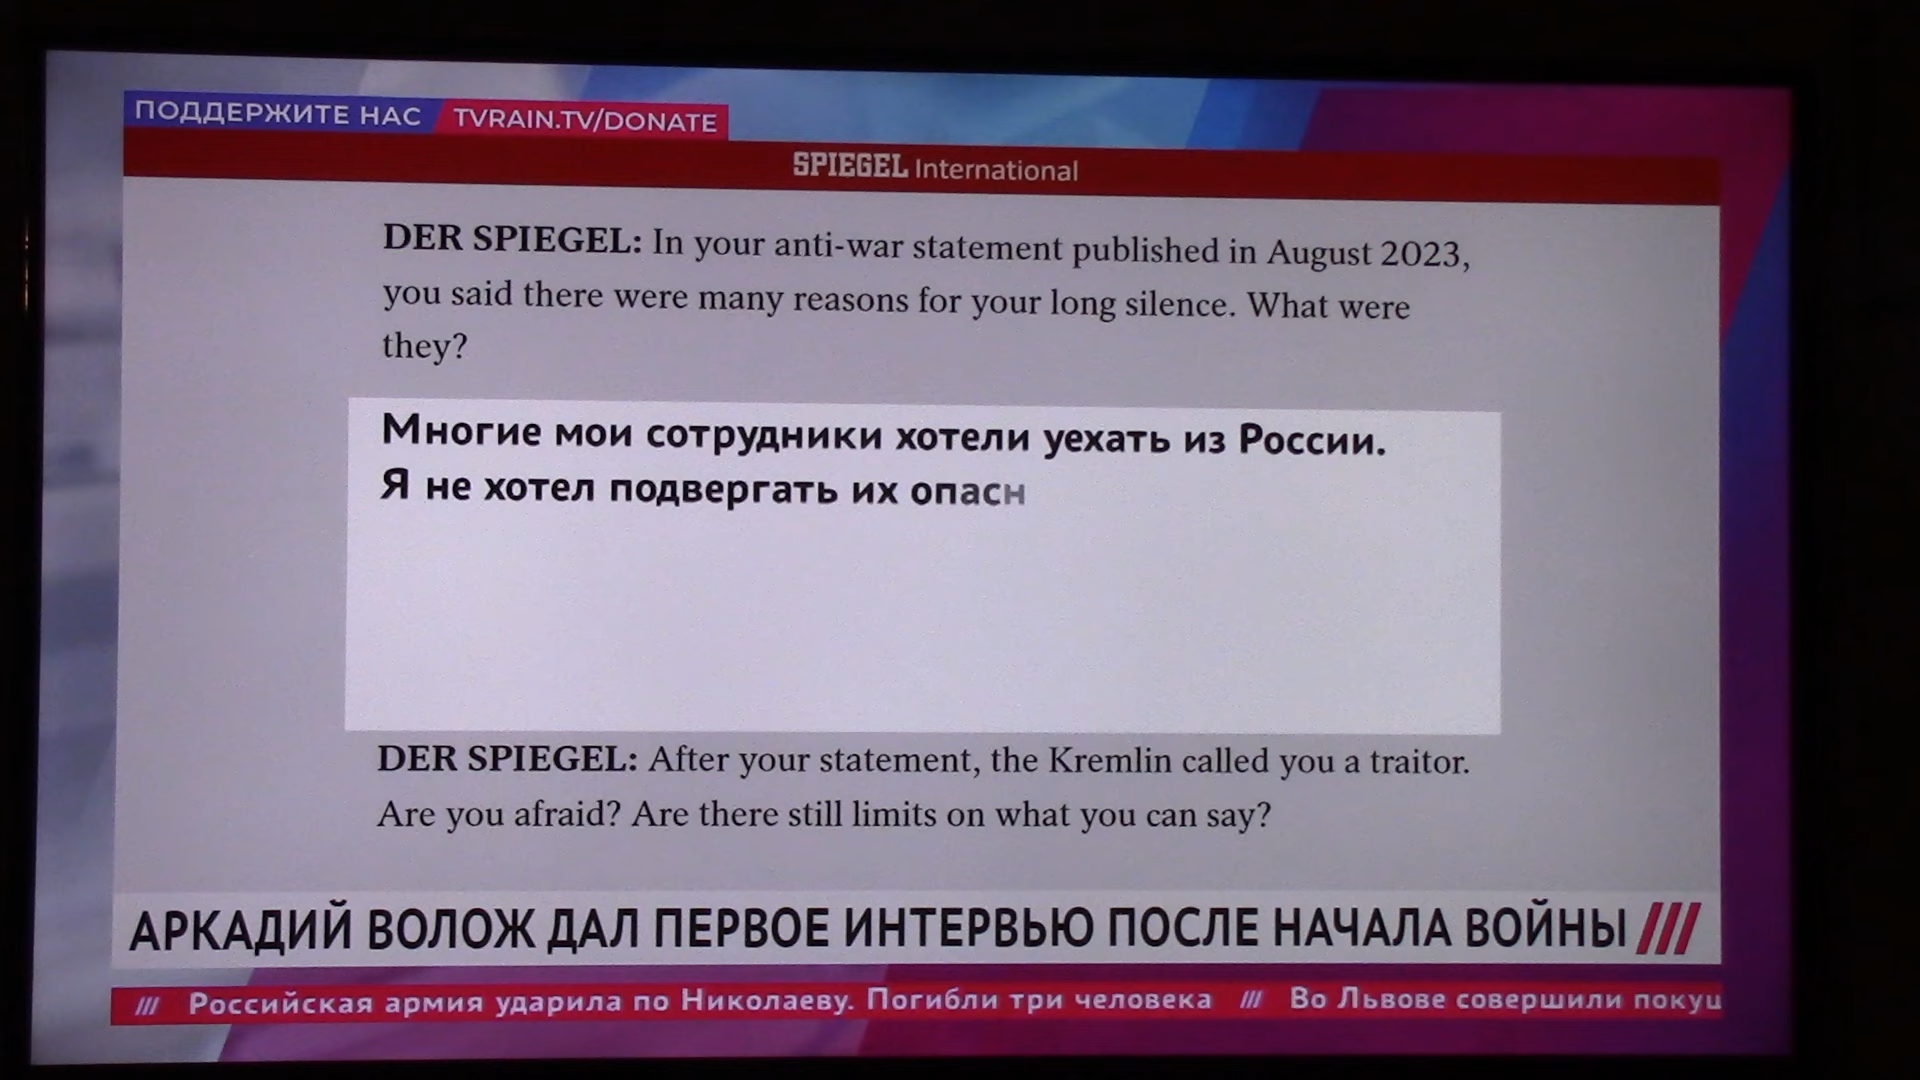 ПОДДЕРЖИТЕ НАС TVRAIN.TV/DONATE
SPIEGEL International
DER SPIEGEL: In your anti-war statement published in August 2023,
you said there were many reasons for your long silence. What were
they?
Многие мои сотрудники хотели уехать из России.
Я не хотел подвергать их опасн
DER SPIEGEL: After your statement, the Kremlin called you a traitor.
Are you afraid? Are there still limits on what you can say?
АРКАДИЙ ВОЛОЖ ДАЛ ПЕРВОЕ ИНТЕРВЬЮ ПОСЛЕ НАЧАЛА ВОЙНЫ ///
/// Российская армия ударила по Николаеву. Погибли три человека /// Во Львове совершили покуш